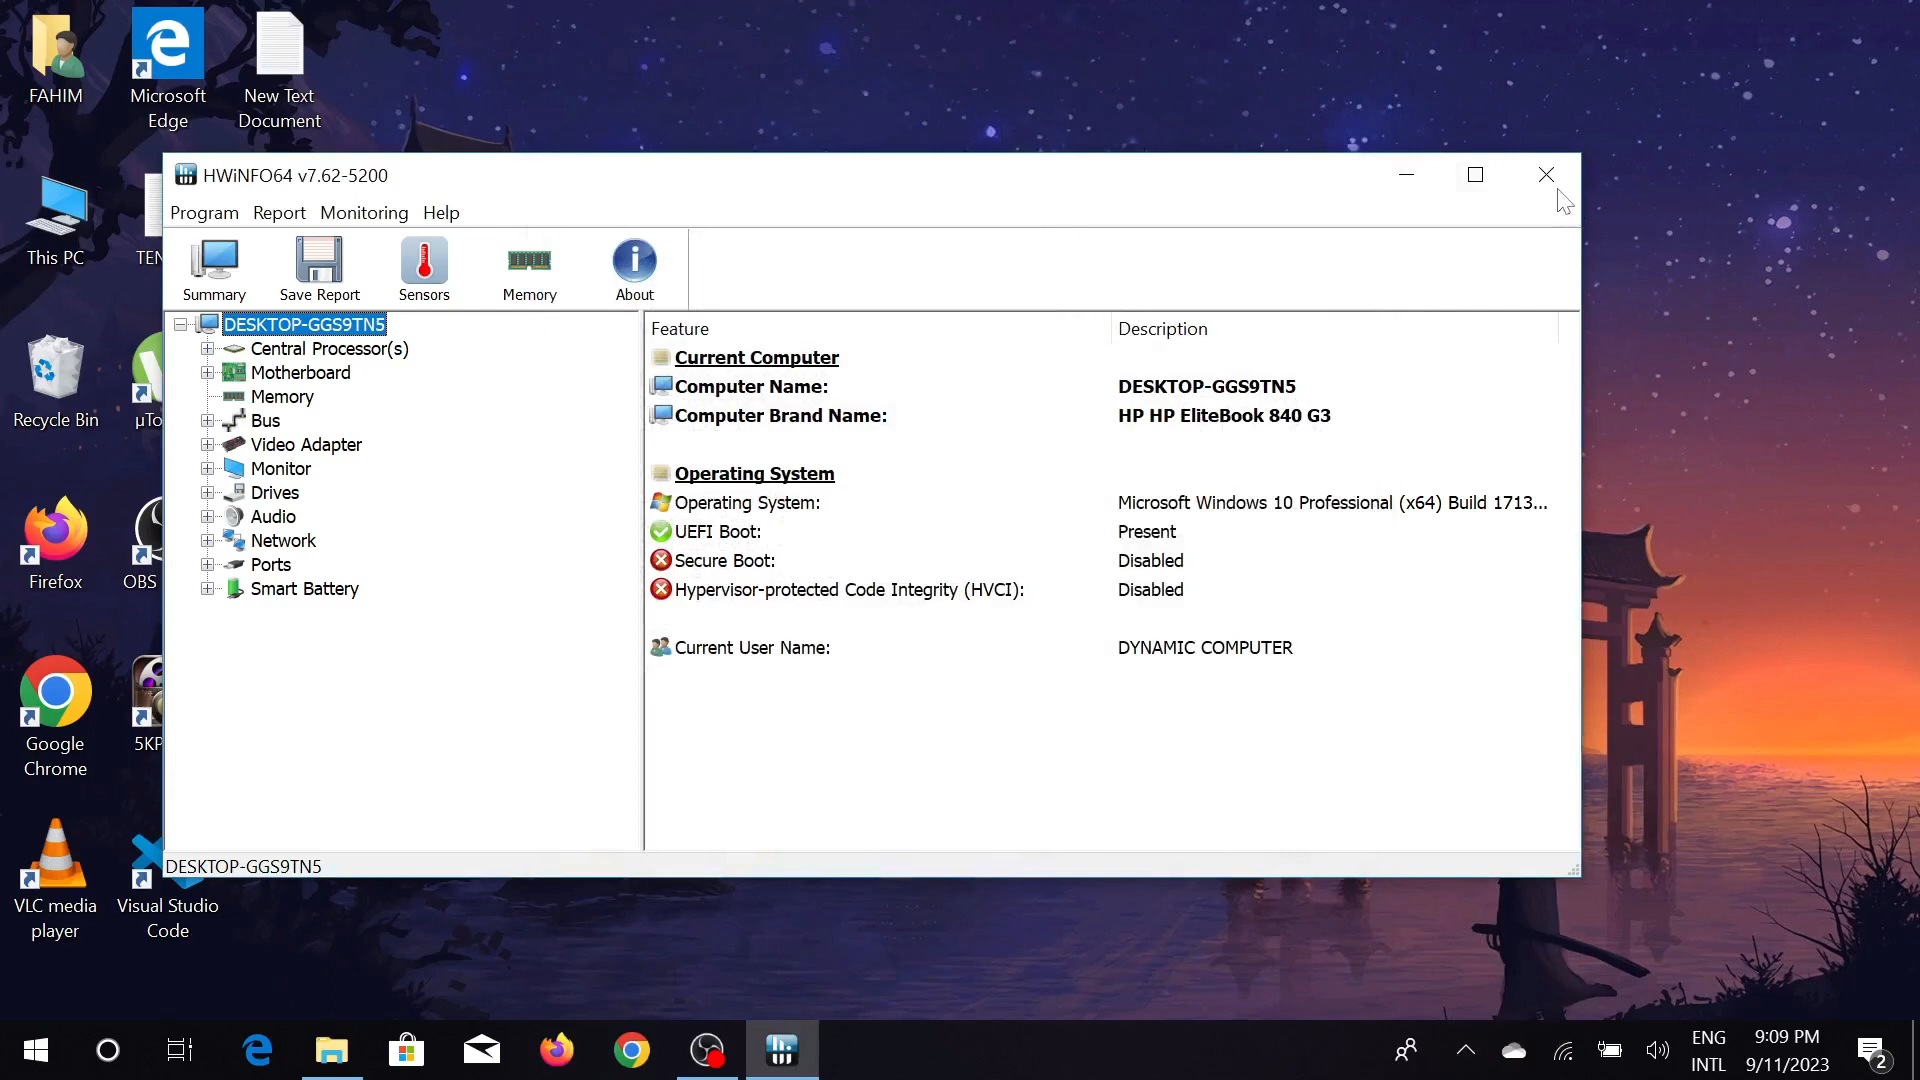 FAHIM
Microsoft
Edge
New Text
Document
This PC
TEN
Recycle Bin
µTo
Firefox
OBS
Google
Chrome
5KP
VLC media
player
Visual Studio
Code
HWiNFO64 v7.62-5200
Program Report Monitoring Help
Summary Save Report Sensors Memory About
DESKTOP-GGS9TN5
Central Processor(s)
Motherboard
Memory
Bus
Video Adapter
Monitor
Drives
Audio
Network
Ports
Smart Battery
Feature Description
Current Computer
Computer Name: DESKTOP-GGS9TN5
Computer Brand Name: HP HP EliteBook 840 G3
Operating System
Operating System: Microsoft Windows 10 Professional (x64) Build 1713...
UEFI Boot: Present
Secure Boot: Disabled
Hypervisor-protected Code Integrity (HVCI): Disabled
Current User Name: DYNAMIC COMPUTER
DESKTOP-GGS9TN5
ENG
INTL
9:09 PM
9/11/2023
2